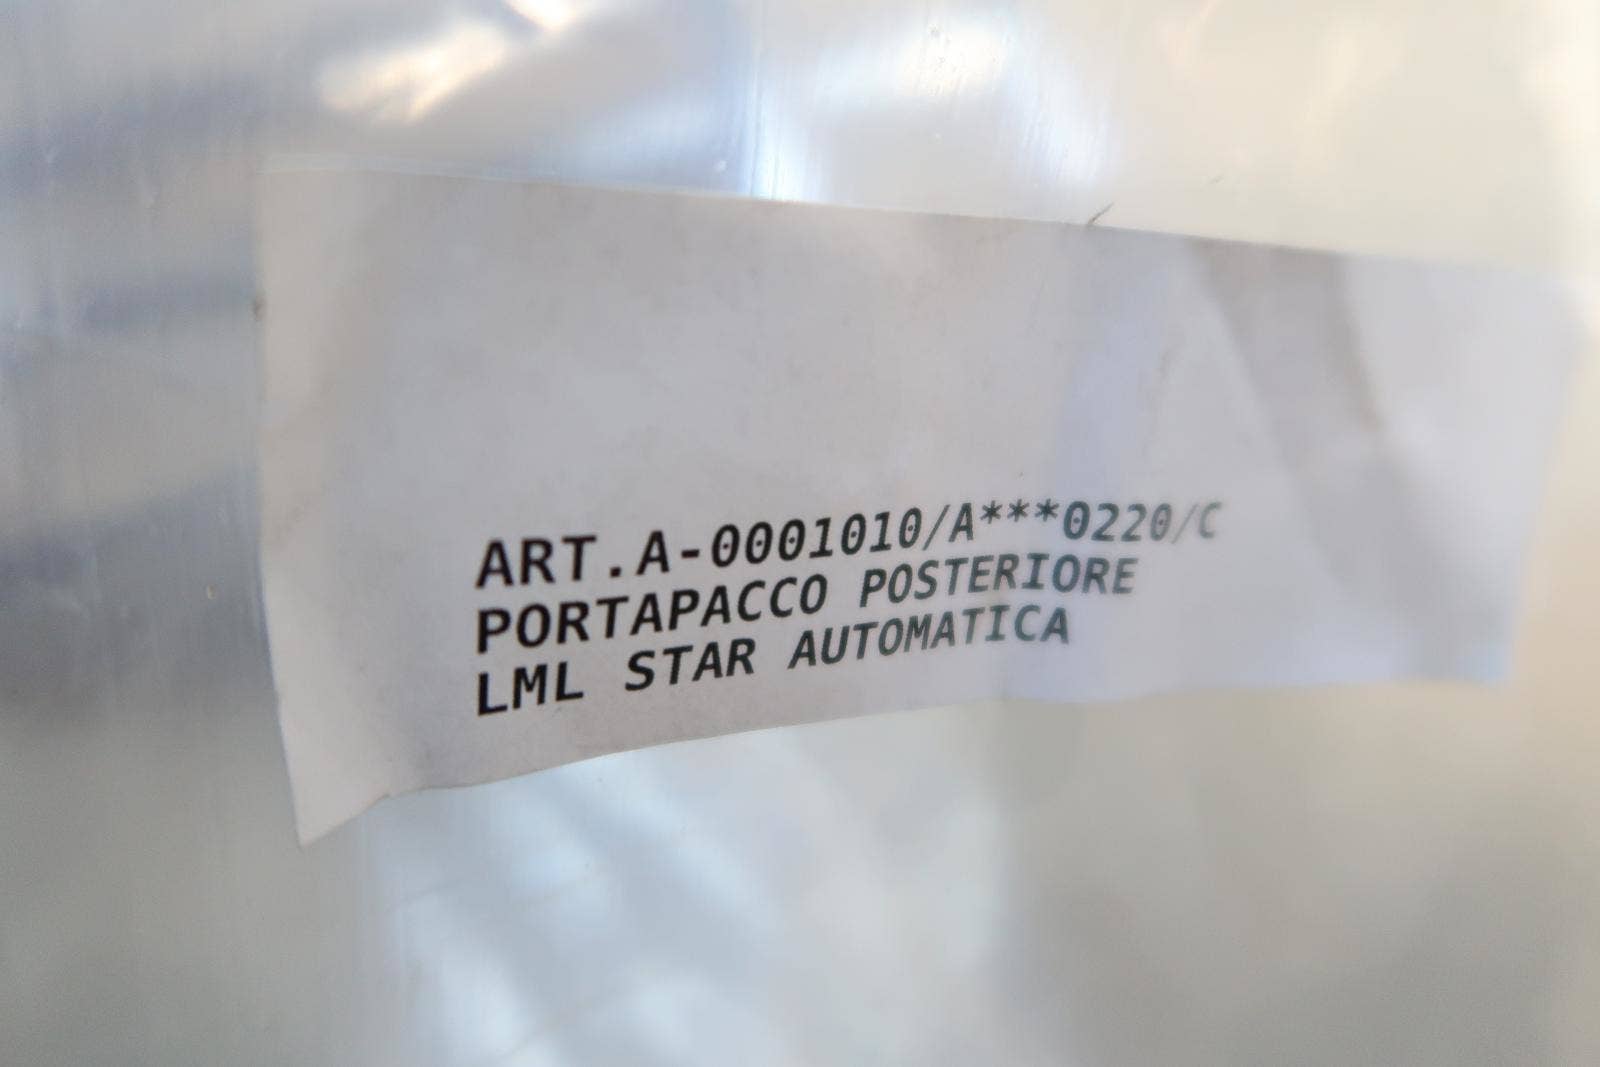 ART.A-0001010/A***0220/C
PORTAPACCO POSTERIORE
LML STAR AUTOMATICA